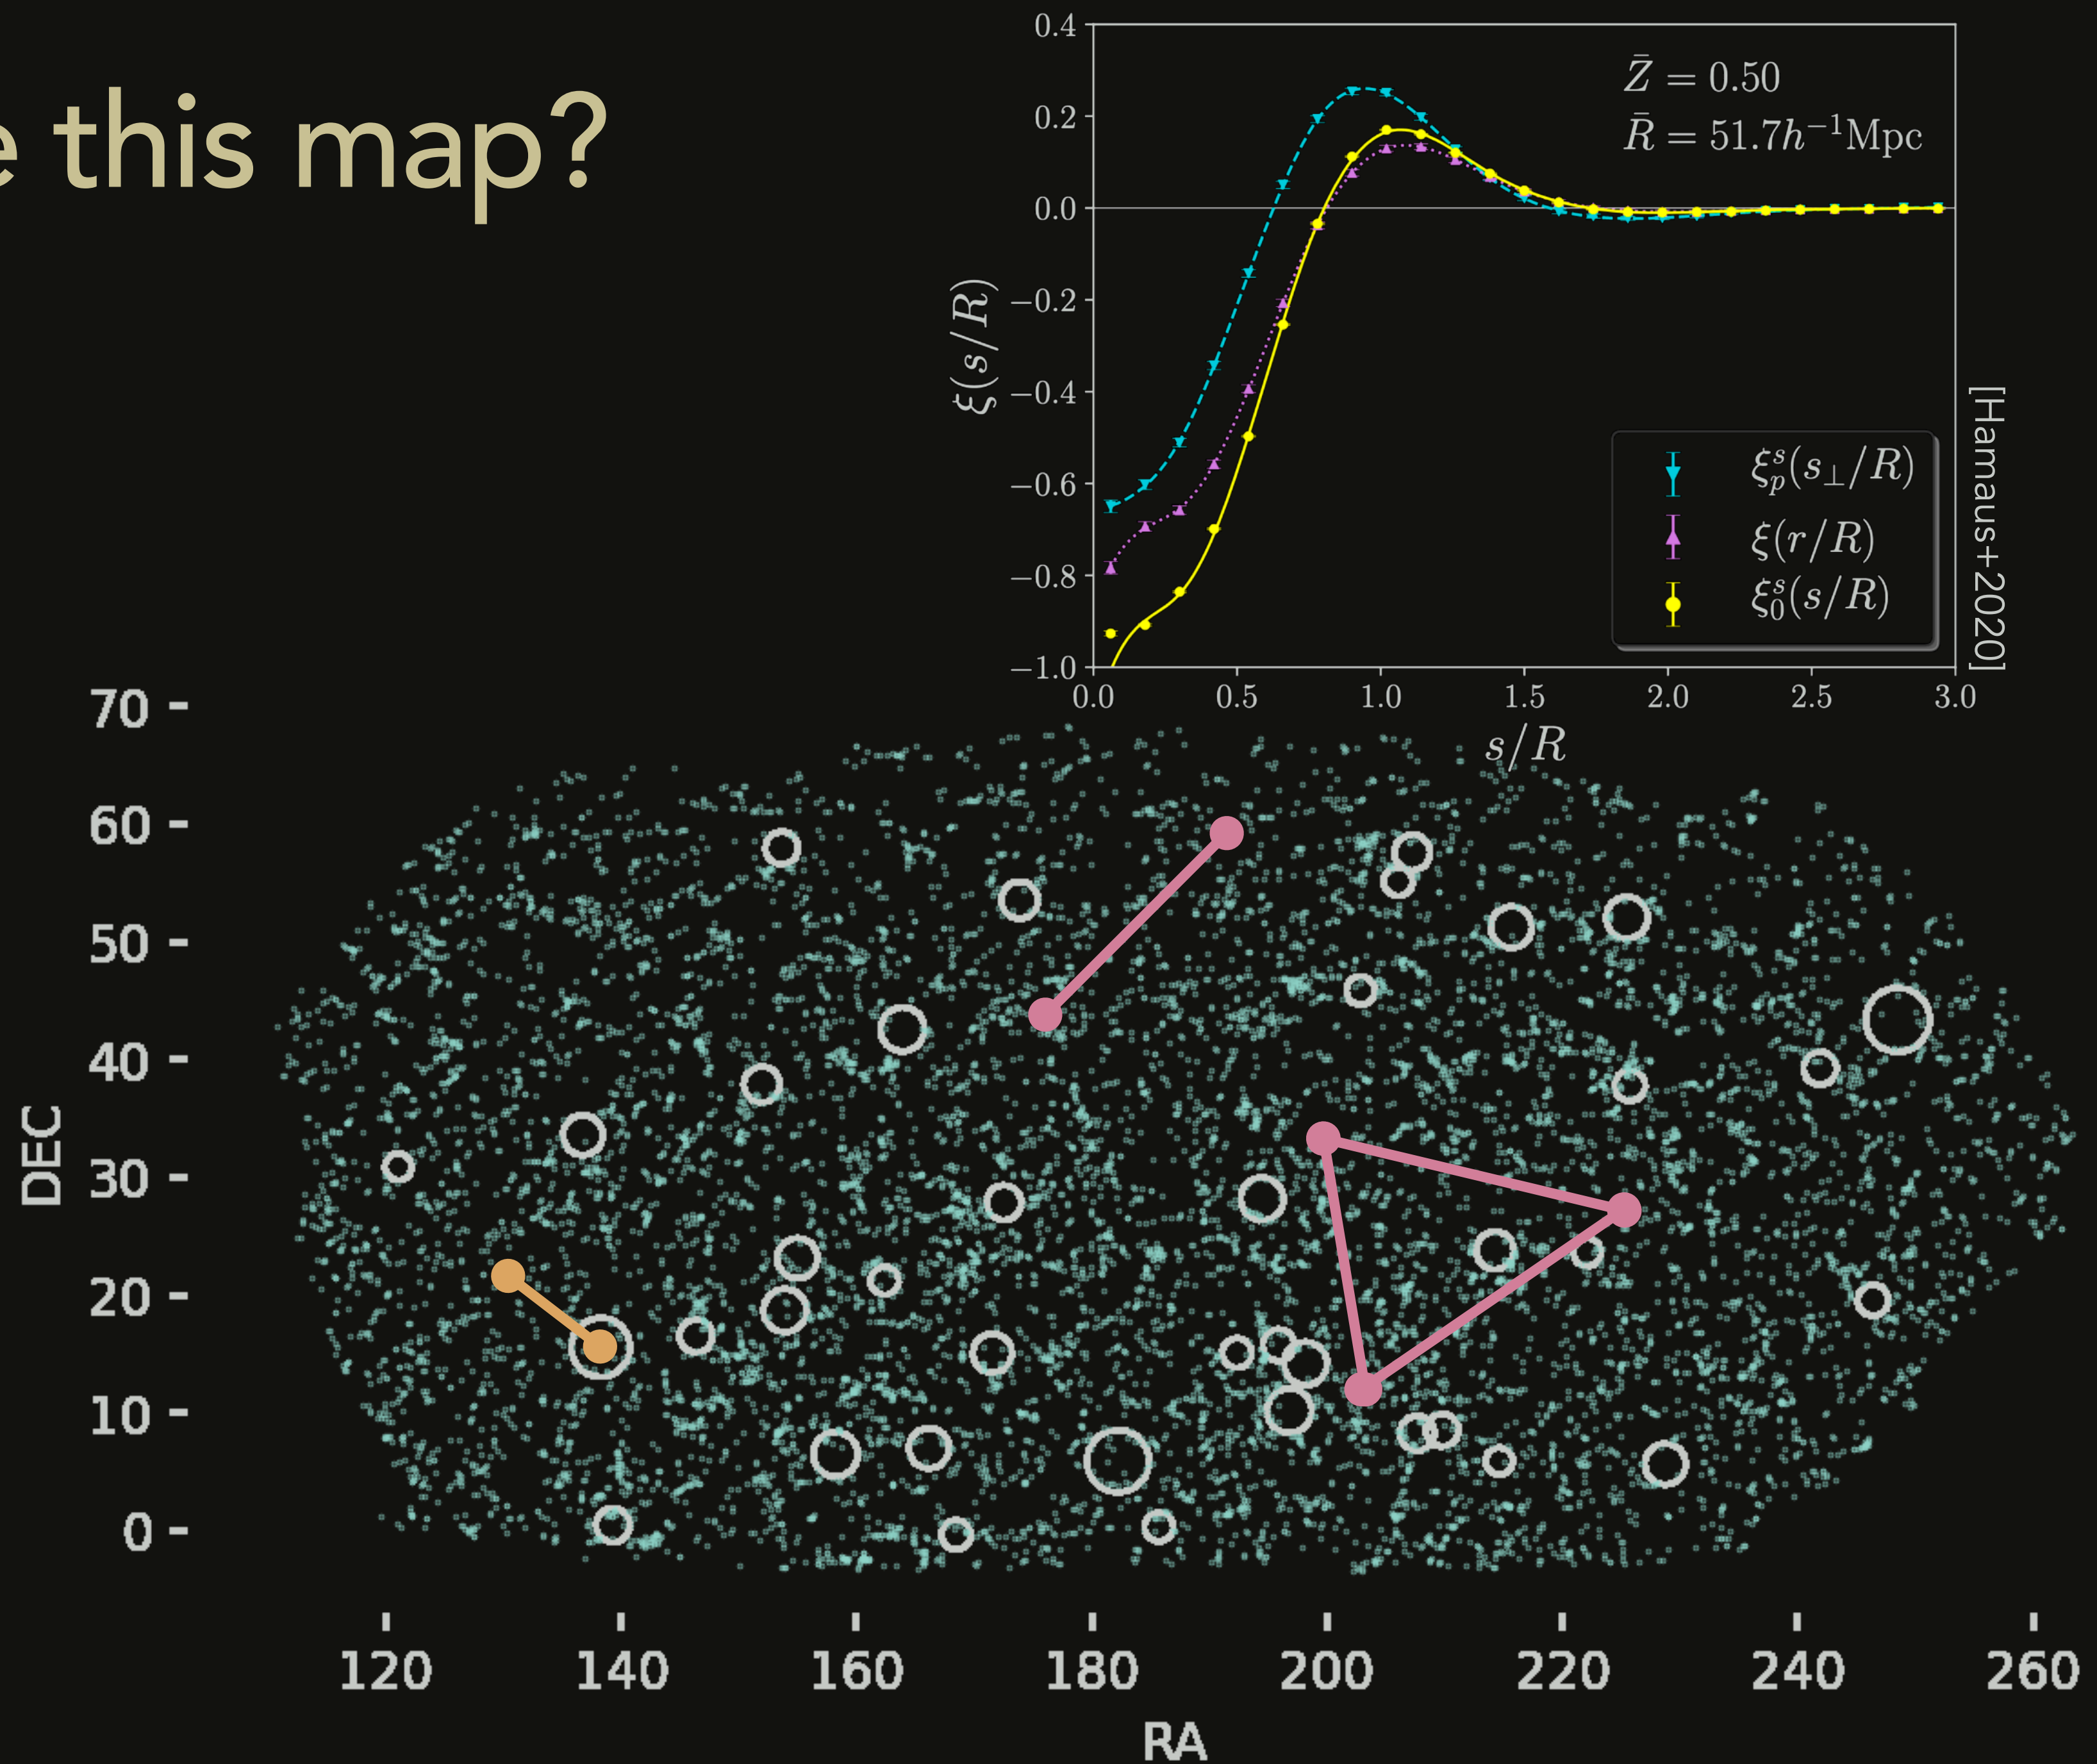 e this map?
0.4
0.2
0.0
−0.2
−0.4
−0.6
−0.8
−1.0
ξ(s/R)
Z̄ = 0.50
R̄ = 51.7h⁻¹Mpc
ξₚˢ(s⊥/R)
ξ(r/R)
ξ₀ˢ(s/R)
[Hamaus+2020]
0.0 0.5 1.0 1.5 2.0 2.5 3.0
s/R
70
60
50
40
30
20
10
0
DEC
120 140 160 180 200 220 240 260
RA